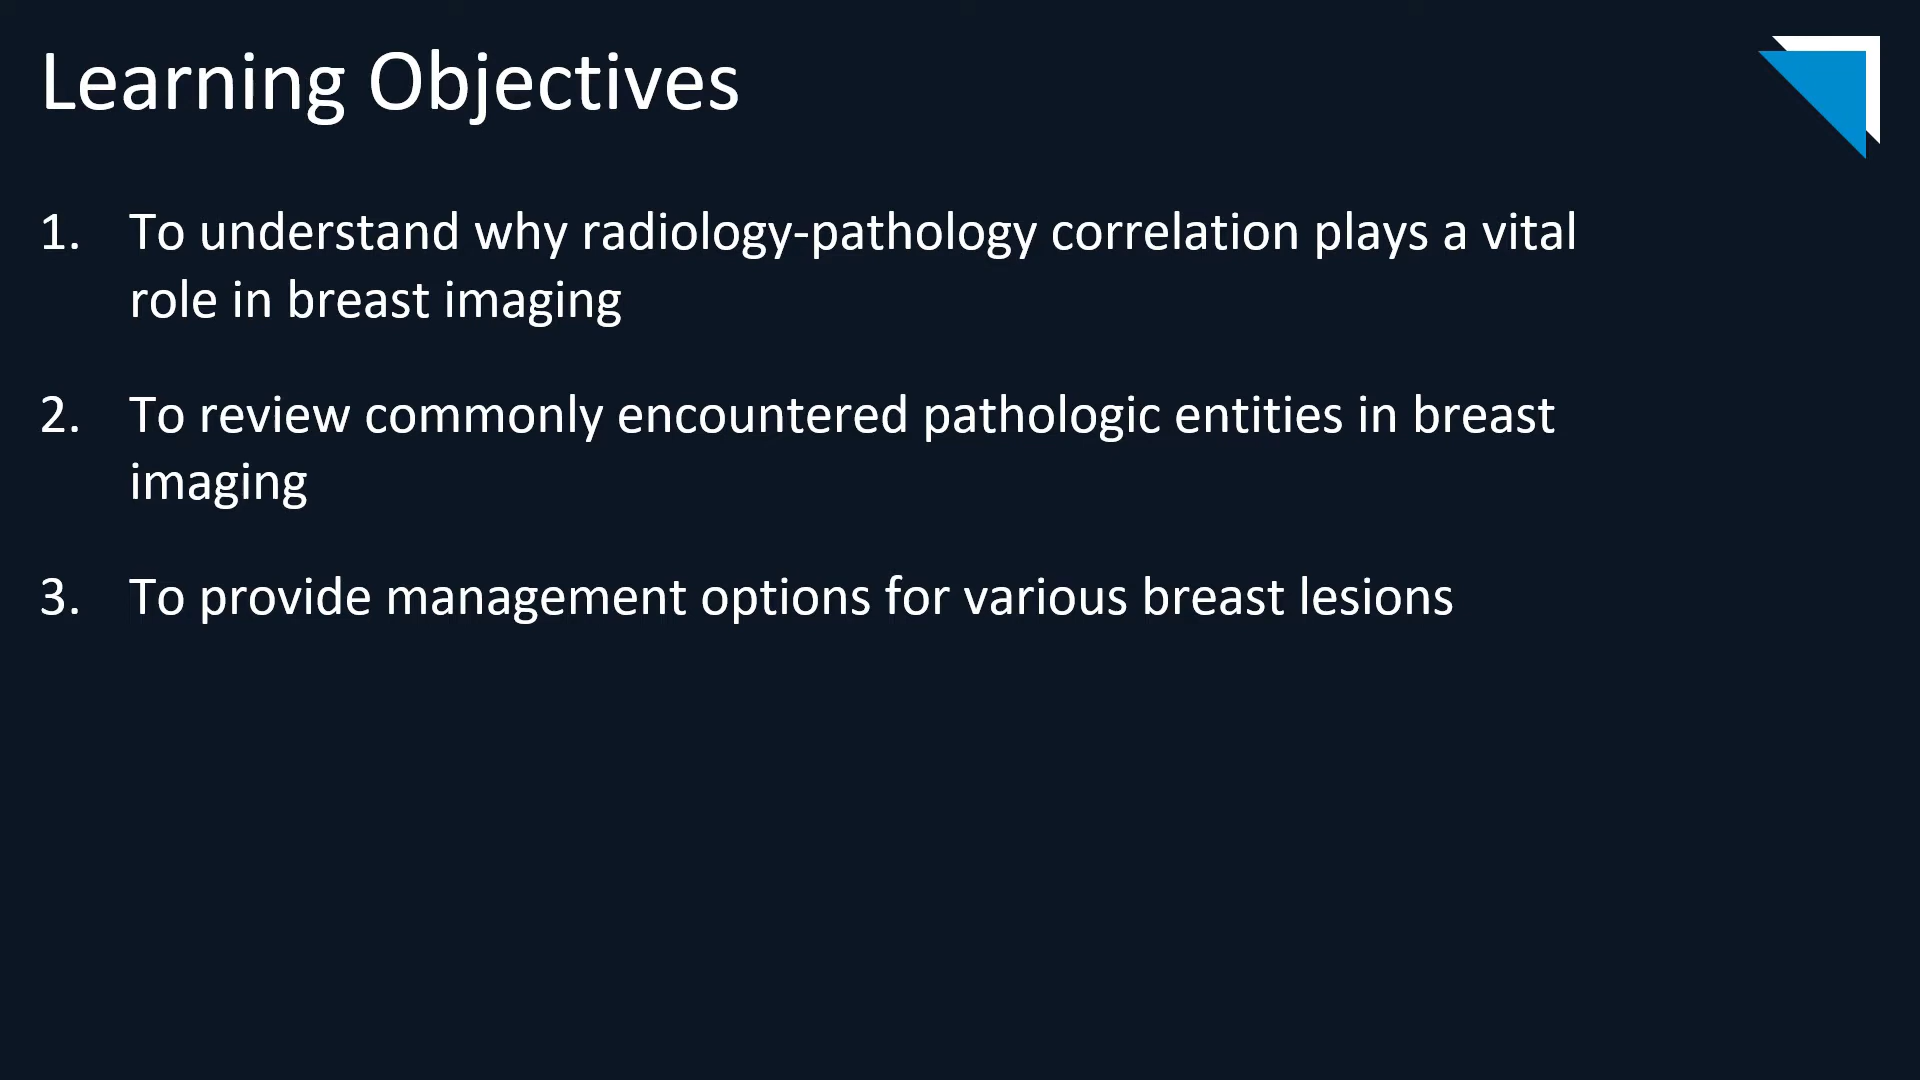 Learning Objectives
1. To understand why radiology-pathology correlation plays a vital
role in breast imaging
2. To review commonly encountered pathologic entities in breast
imaging
3. To provide management options for various breast lesions